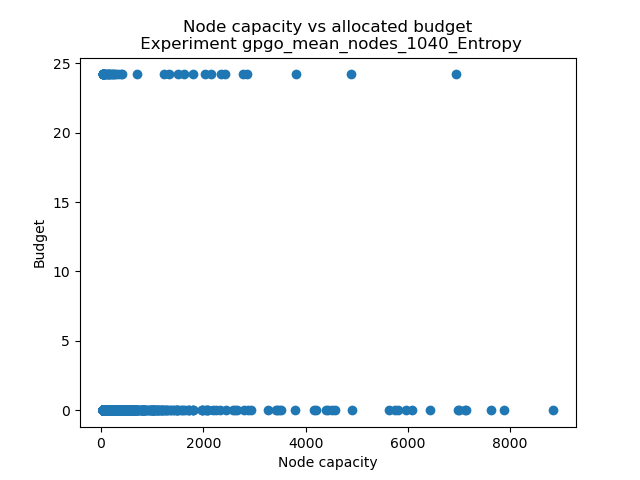 Node capacity vs allocated budget
Experiment gpgo_mean_nodes_1040_Entropy
25
20
15
10
5
0
Budget
0 2000 4000 6000 8000
Node capacity